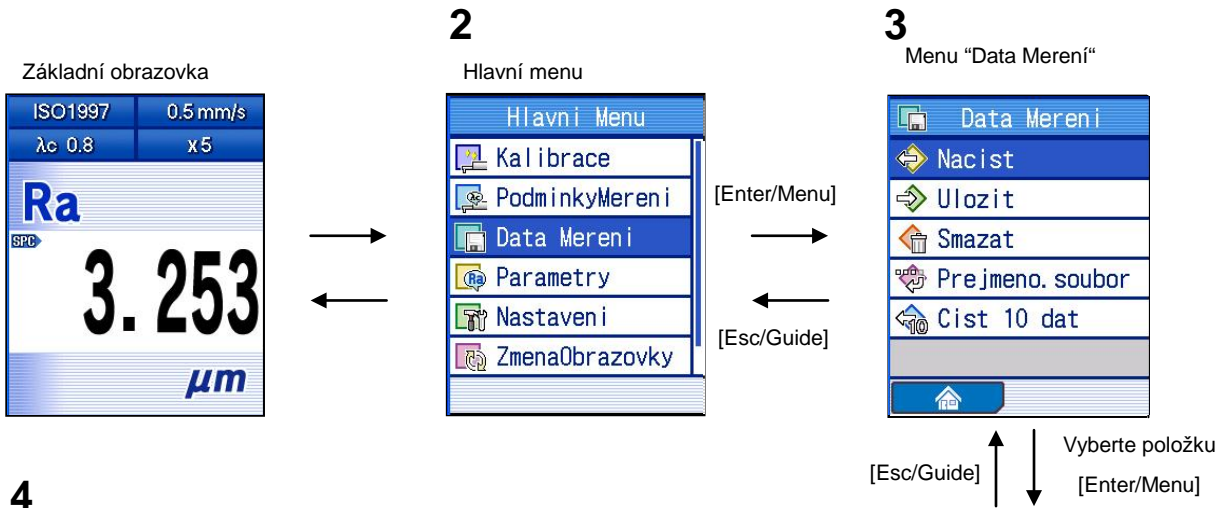 Základní obrazovka
ISO1997
0.5 mm/s
λc 0.8
x5
Ra
SPC
3. 253
µm
2
Hlavní menu
Hlavni Menu
Kalibrace
PodminkyMereni
Data Mereni
Ra
Parametry
Nastaveni
ZmenaObrazovky
[Enter/Menu]
[Esc/Guide]
3
Menu “Data Merení“
Data Mereni
Nacist
Ulozit
Smazat
Prejmeno.soubor
10
Cist 10 dat
[Esc/Guide]
Vyberte položku
[Enter/Menu]
4